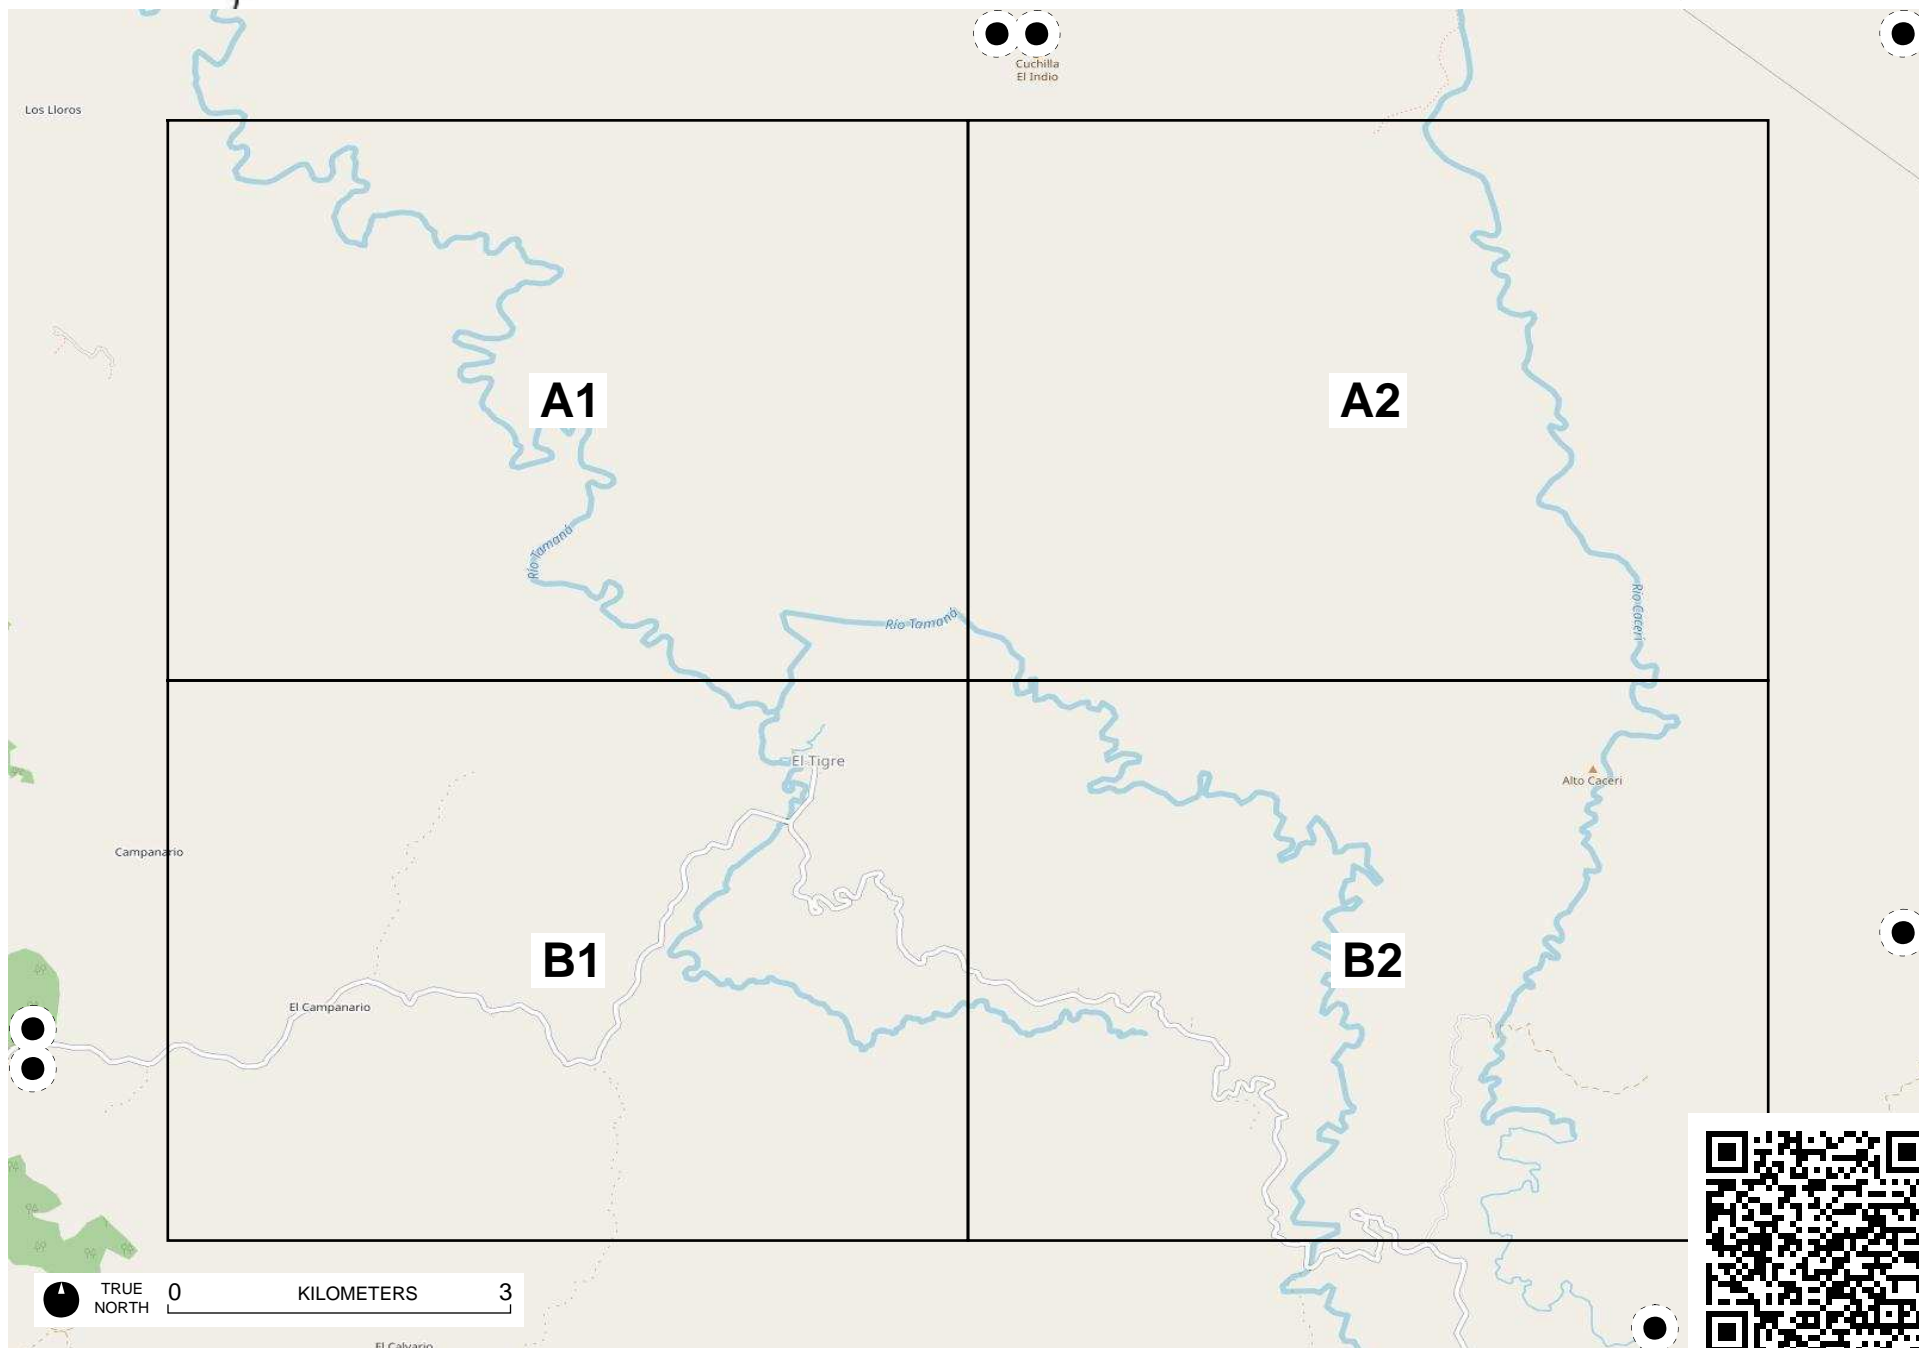 Cuchilla
El Indio
Los Lloros
A1
A2
Río Tamaná
Río Caceri
Río Tamaná
El Tigre
Alto Caceri
Campanario
B1
B2
El Campanario
TRUE
NORTH
0
KILOMETERS
3
El Calvario